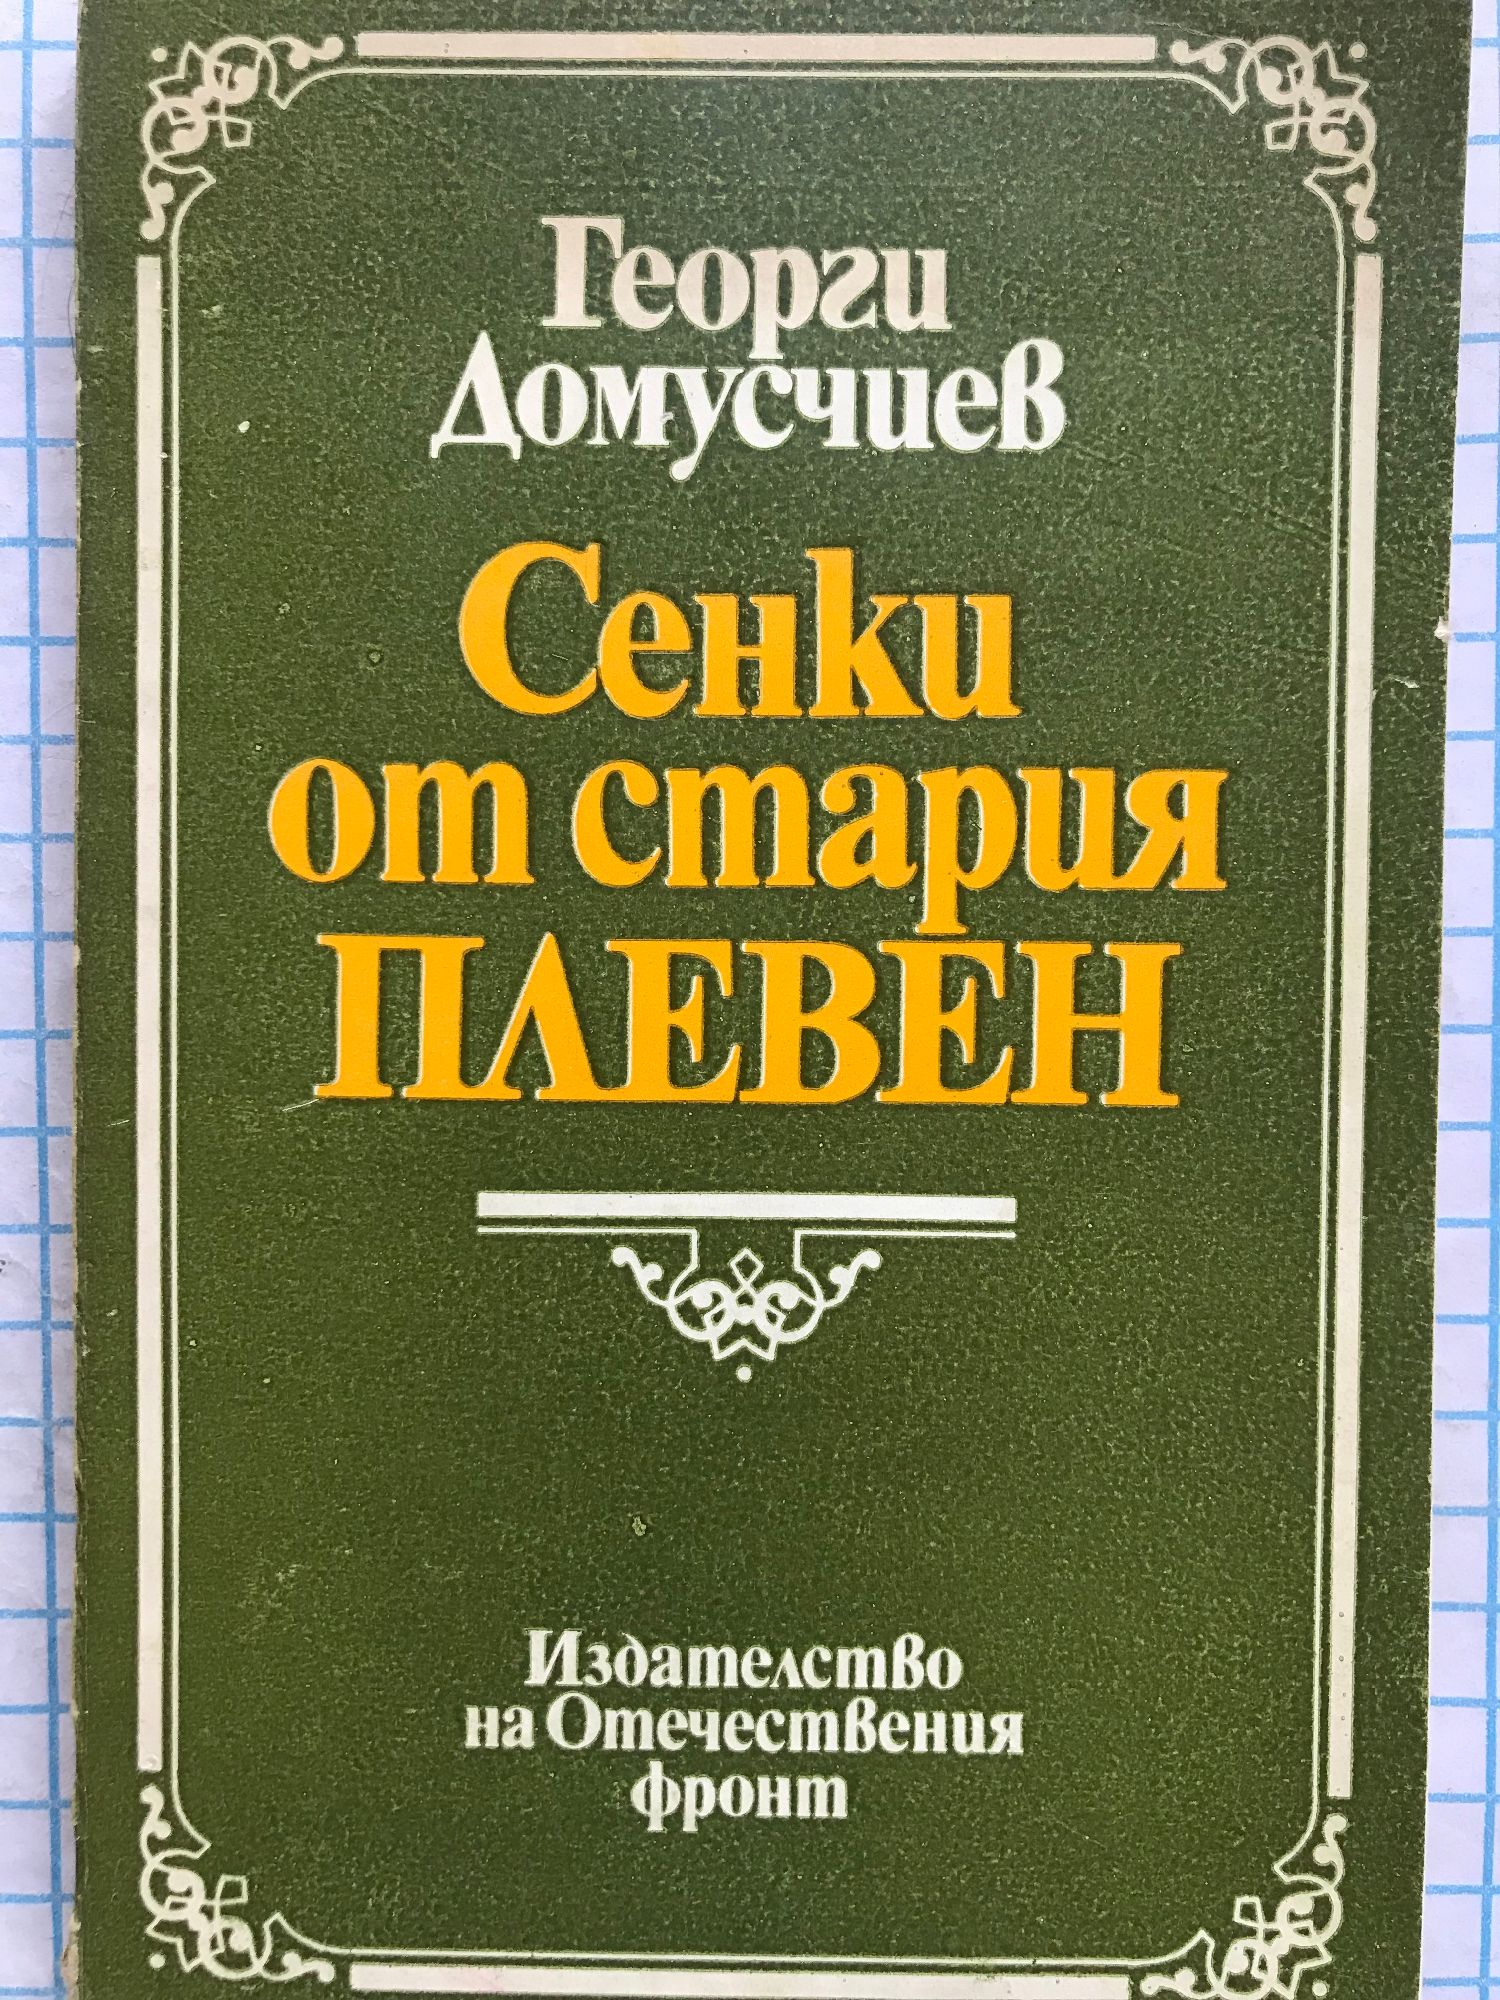 Георги
Домусчиев
Сенки
от стария
ПЛЕВЕН
Издателство
на Отечествения
фронт